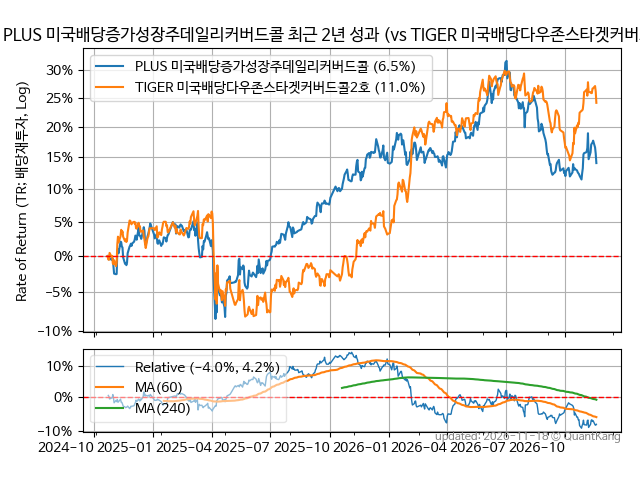 PLUS 미국배당증가성장주데일리커버드콜 최근 2년 성과 (vs TIGER 미국배당다우존스타겟커버
Rate of Return (TR: 배당재투자, Log)
PLUS 미국배당증가성장주데일리커버드콜 (6.5%)
TIGER 미국배당다우존스타겟커버드콜2호 (11.0%)
30%
25%
20%
15%
10%
5%
0%
−5%
−10%
Relative (−4.0%, 4.2%)
MA(60)
MA(240)
10%
0%
−10%
updated: 2026-11-18 © QuantKang
2024-10 2025-01 2025-04 2025-07 2025-10 2026-01 2026-04 2026-07 2026-10